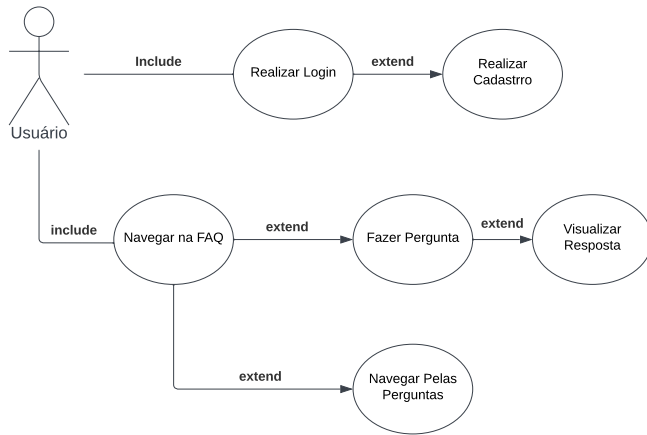 Include
extend
Realizar Login
Realizar
Cadastrro
Usuário
include
Navegar na FAQ
extend
Fazer Pergunta
extend
Visualizar
Resposta
extend
Navegar Pelas
Perguntas